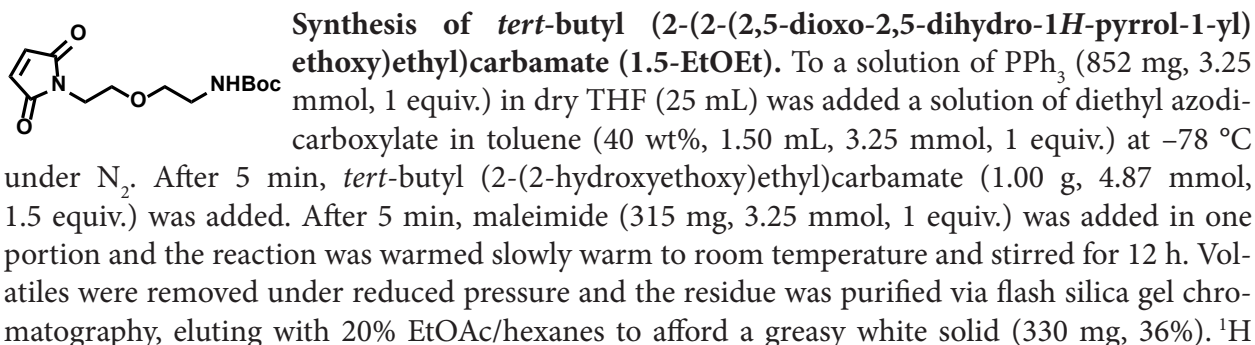 O
N
O
O
NHBoc
Synthesis of tert-butyl (2-(2-(2,5-dioxo-2,5-dihydro-1H-pyrrol-1-yl)
ethoxy)ethyl)carbamate (1.5-EtOEt). To a solution of PPh₃ (852 mg, 3.25
mmol, 1 equiv.) in dry THF (25 mL) was added a solution of diethyl azodi-
carboxylate in toluene (40 wt%, 1.50 mL, 3.25 mmol, 1 equiv.) at –78 °C
under N₂. After 5 min, tert-butyl (2-(2-hydroxyethoxy)ethyl)carbamate (1.00 g, 4.87 mmol,
1.5 equiv.) was added. After 5 min, maleimide (315 mg, 3.25 mmol, 1 equiv.) was added in one
portion and the reaction was warmed slowly warm to room temperature and stirred for 12 h. Vol-
atiles were removed under reduced pressure and the residue was purified via flash silica gel chro-
matography, eluting with 20% EtOAc/hexanes to afford a greasy white solid (330 mg, 36%). ¹H